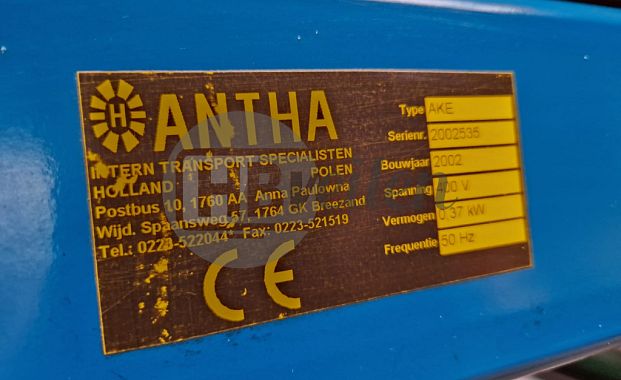 H ANTHA
INTERN TRANSPORT SPECIALISTEN
HOLLAND POLEN
Postbus 10, 1760 AA Anna Paulowna
Wijd. Spaansweg 57, 1764 GK Breezand
Tel.: 0223-522044* Fax: 0223-521519
CE
Type AKE
Serienr. 2002535
Bouwjaar 2002
Spanning 400 V
Vermogen 0,37 kW
Frequentie 50 Hz